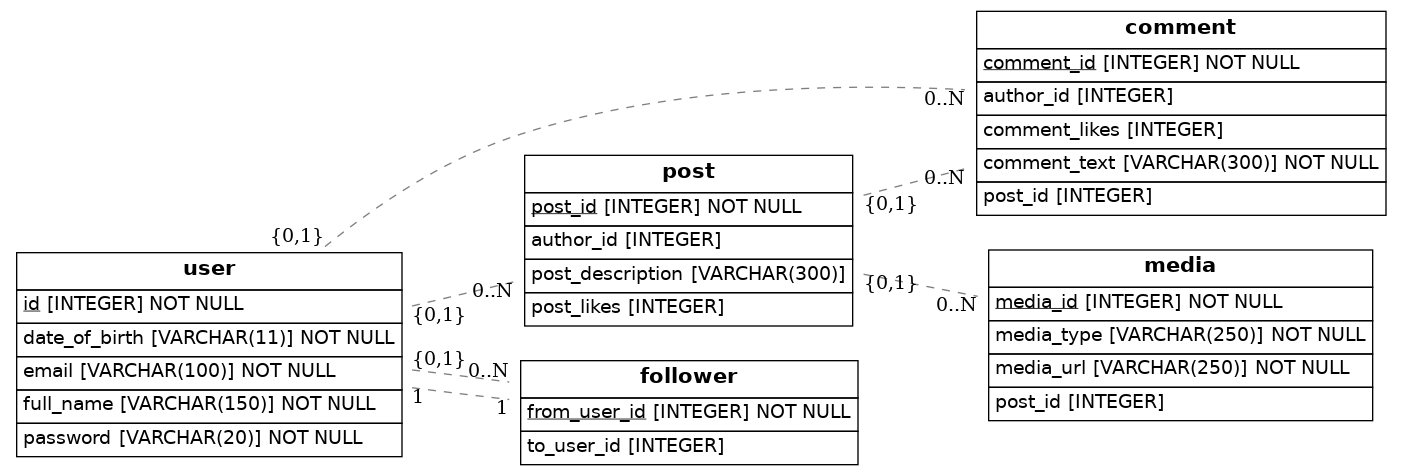 comment
comment_id [INTEGER] NOT NULL
author_id [INTEGER]
comment_likes [INTEGER]
comment_text [VARCHAR(300)] NOT NULL
post_id [INTEGER]
0..N
0..N
{0,1}
{0,1}
post
post_id [INTEGER] NOT NULL
author_id [INTEGER]
post_description [VARCHAR(300)]
post_likes [INTEGER]
{0,1}
0..N
media
media_id [INTEGER] NOT NULL
media_type [VARCHAR(250)] NOT NULL
media_url [VARCHAR(250)] NOT NULL
post_id [INTEGER]
user
id [INTEGER] NOT NULL
date_of_birth [VARCHAR(11)] NOT NULL
email [VARCHAR(100)] NOT NULL
full_name [VARCHAR(150)] NOT NULL
password [VARCHAR(20)] NOT NULL
0..N
{0,1}
{0,1}
0..N
1
1
follower
from_user_id [INTEGER] NOT NULL
to_user_id [INTEGER]